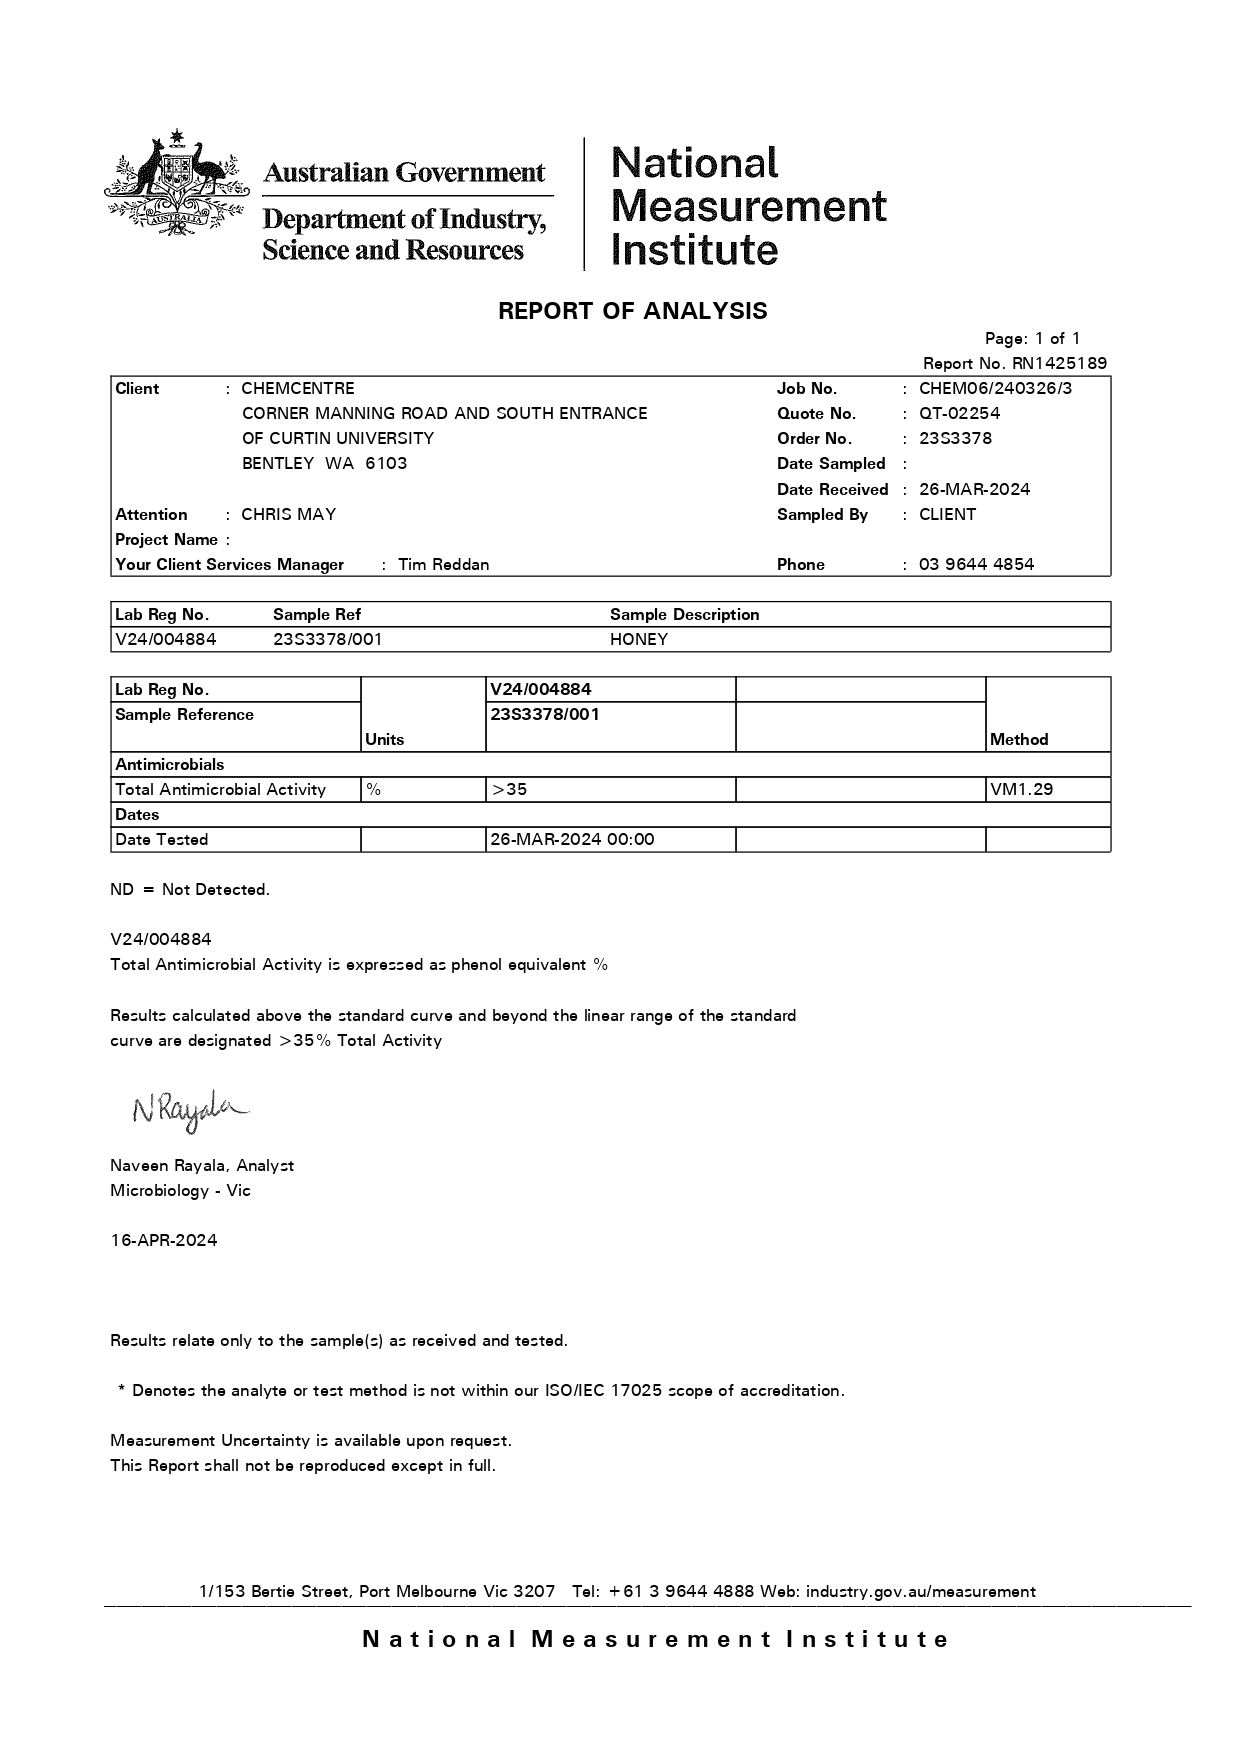 AUSTRALIA
Australian Government
Department of Industry,
Science and Resources
National
Measurement
Institute
REPORT OF ANALYSIS
Page: 1 of 1
Report No. RN1425189
Client : CHEMCENTRE Job No. : CHEM06/240326/3
CORNER MANNING ROAD AND SOUTH ENTRANCE Quote No. : QT-02254
OF CURTIN UNIVERSITY Order No. : 23S3378
BENTLEY WA 6103 Date Sampled :
Date Received : 26-MAR-2024
Attention : CHRIS MAY Sampled By : CLIENT
Project Name :
Your Client Services Manager : Tim Reddan Phone : 03 9644 4854
Lab Reg No. Sample Ref Sample Description
V24/004884 23S3378/001 HONEY
Lab Reg No. V24/004884
Sample Reference 23S3378/001
Units Method
Antimicrobials
Total Antimicrobial Activity % >35 VM1.29
Dates
Date Tested 26-MAR-2024 00:00
ND = Not Detected.
V24/004884
Total Antimicrobial Activity is expressed as phenol equivalent %
Results calculated above the standard curve and beyond the linear range of the standard
curve are designated >35% Total Activity
N Rayala
Naveen Rayala, Analyst
Microbiology - Vic
16-APR-2024
Results relate only to the sample(s) as received and tested.
* Denotes the analyte or test method is not within our ISO/IEC 17025 scope of accreditation.
Measurement Uncertainty is available upon request.
This Report shall not be reproduced except in full.
1/153 Bertie Street, Port Melbourne Vic 3207 Tel: +61 3 9644 4888 Web: industry.gov.au/measurement
National Measurement Institute